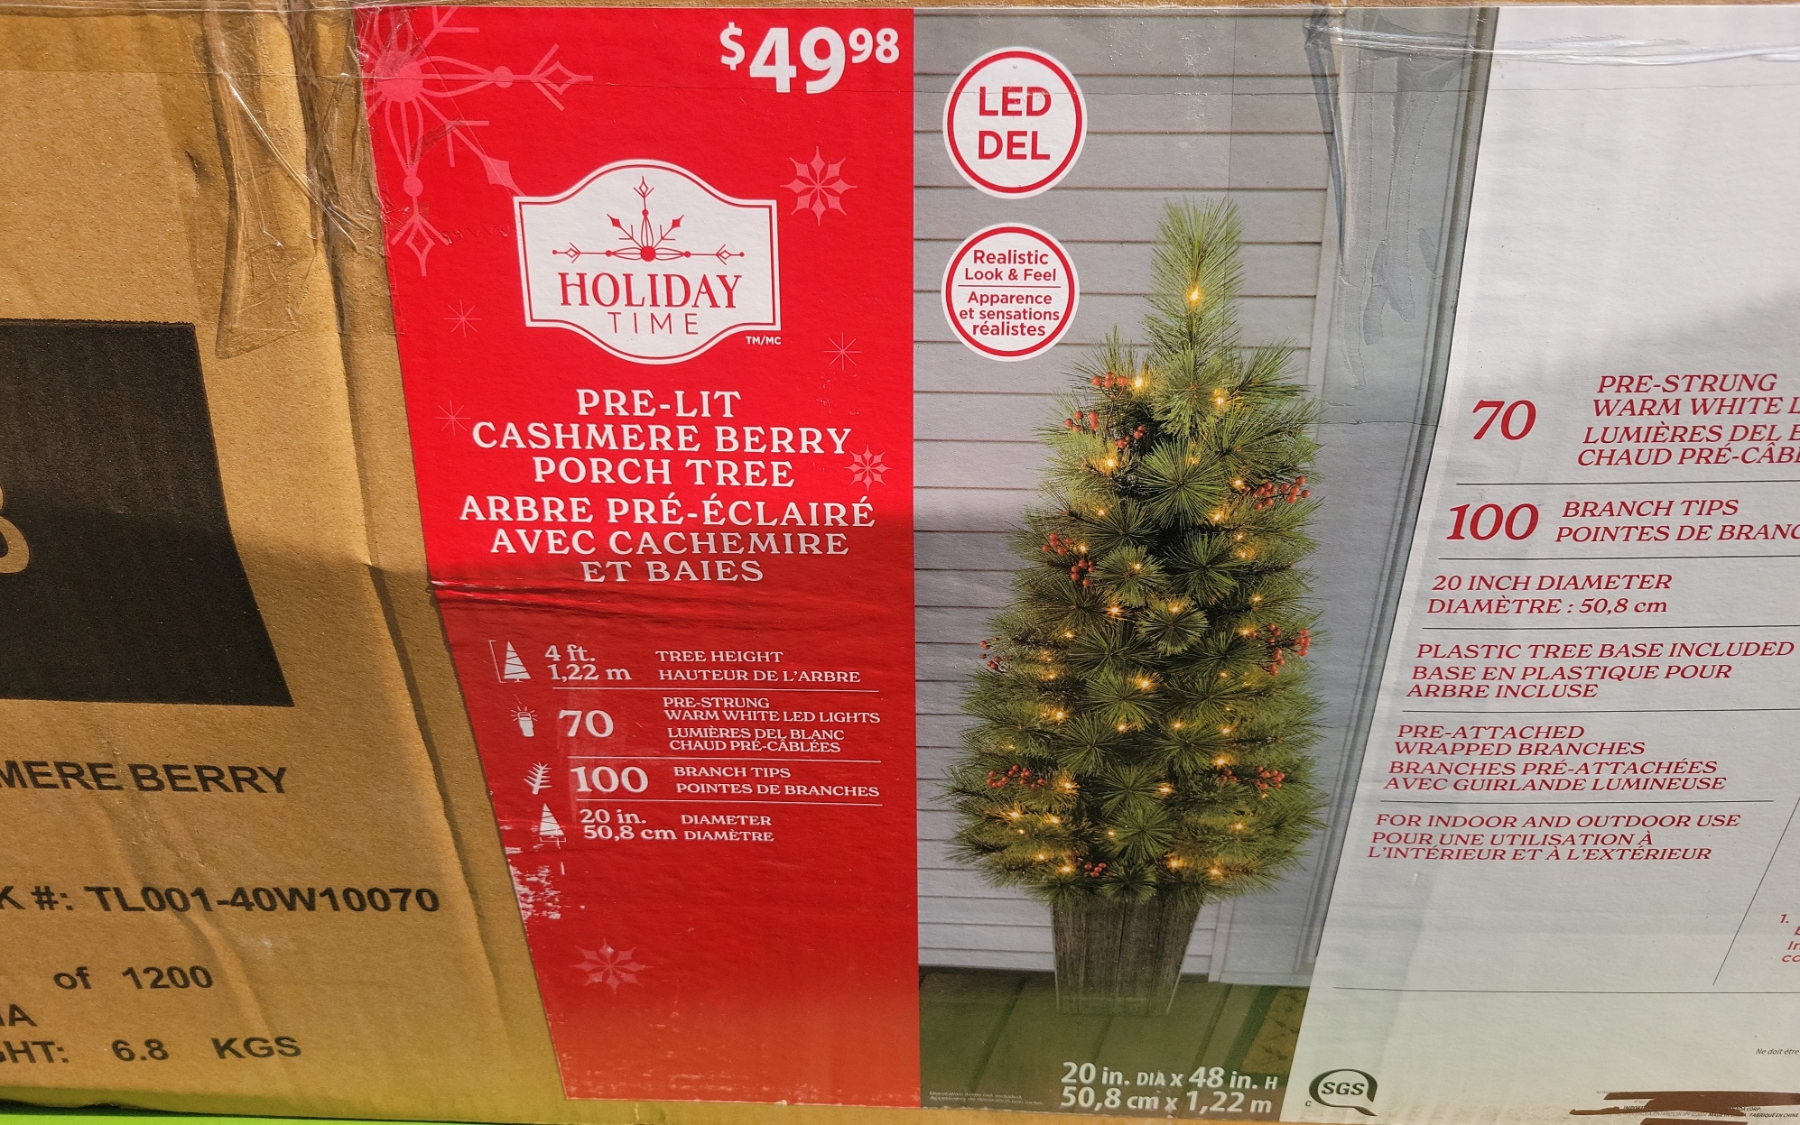 MERE BERRY
K #: TL001-40W10070
of 1200
IA
GHT: 6.8 KGS
$49.98
HOLIDAY
TIME
TM/MC
PRE-LIT
CASHMERE BERRY
PORCH TREE
ARBRE PRÉ-ÉCLAIRÉ
AVEC CACHEMIRE
ET BAIES
4 ft.
1,22 m
TREE HEIGHT
HAUTEUR DE L'ARBRE
70
PRE-STRUNG
WARM WHITE LED LIGHTS
LUMIÈRES DEL BLANC
CHAUD PRÉ-CÂBLÉES
100
BRANCH TIPS
POINTES DE BRANCHES
20 in.
50,8 cm
DIAMETER
DIAMÈTRE
LED
DEL
Realistic
Look & Feel
Apparence
et sensations
réalistes
20 in. DIA x 48 in. H
50,8 cm x 1,22 m
70
PRE-STRUNG
WARM WHITE L
LUMIÈRES DEL B
CHAUD PRÉ-CÂBL
100
BRANCH TIPS
POINTES DE BRANC
20 INCH DIAMETER
DIAMÈTRE : 50,8 cm
PLASTIC TREE BASE INCLUDED
BASE EN PLASTIQUE POUR
ARBRE INCLUSE
PRE-ATTACHED
WRAPPED BRANCHES
BRANCHES PRÉ-ATTACHÉES
AVEC GUIRLANDE LUMINEUSE
FOR INDOOR AND OUTDOOR USE
POUR UNE UTILISATION À
L'INTÉRIEUR ET À L'EXTÉRIEUR
1.
SGS
C
Ne doit être